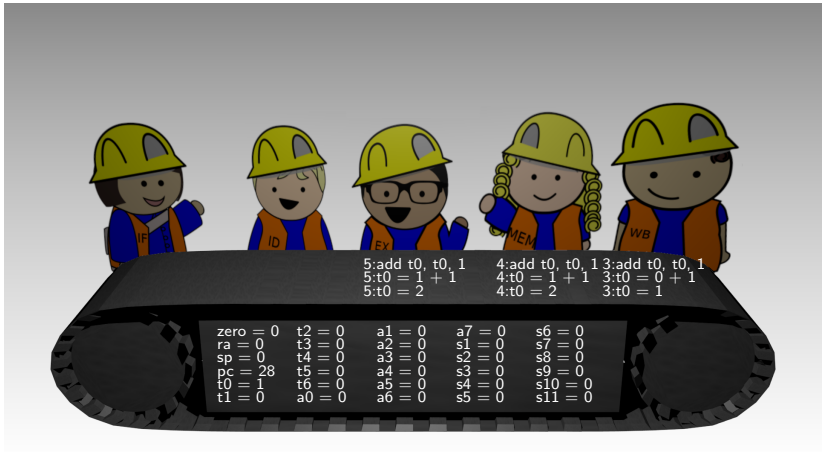 IF
ID
EX
MEM
WB
5:add t0, t0, 1
5:t0 = 1 + 1
5:t0 = 2
4:add t0, t0, 1
4:t0 = 1 + 1
4:t0 = 2
3:add t0, t0, 1
3:t0 = 0 + 1
3:t0 = 1
zero = 0 t2 = 0 a1 = 0 a7 = 0 s6 = 0
ra = 0 t3 = 0 a2 = 0 s1 = 0 s7 = 0
sp = 0 t4 = 0 a3 = 0 s2 = 0 s8 = 0
pc = 28 t5 = 0 a4 = 0 s3 = 0 s9 = 0
t0 = 1 t6 = 0 a5 = 0 s4 = 0 s10 = 0
t1 = 0 a0 = 0 a6 = 0 s5 = 0 s11 = 0